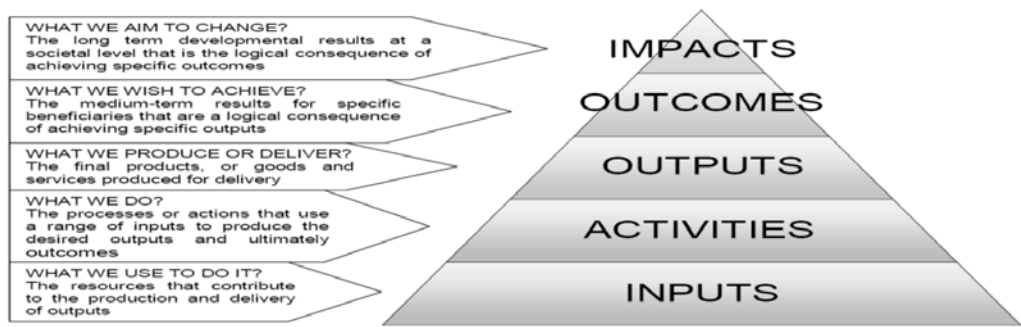 WHAT WE AIM TO CHANGE?
The long term developmental results at a
societal level that is the logical consequence of
achieving specific outcomes
IMPACTS
WHAT WE WISH TO ACHIEVE?
The medium-term results for specific
beneficiaries that are a logical consequence
of achieving specific outputs
OUTCOMES
WHAT WE PRODUCE OR DELIVER?
The final products, or goods and
services produced for delivery
OUTPUTS
WHAT WE DO?
The processes or actions that use
a range of inputs to produce the
desired outputs and ultimately
outcomes
ACTIVITIES
WHAT WE USE TO DO IT?
The resources that contribute
to the production and delivery
of outputs
INPUTS